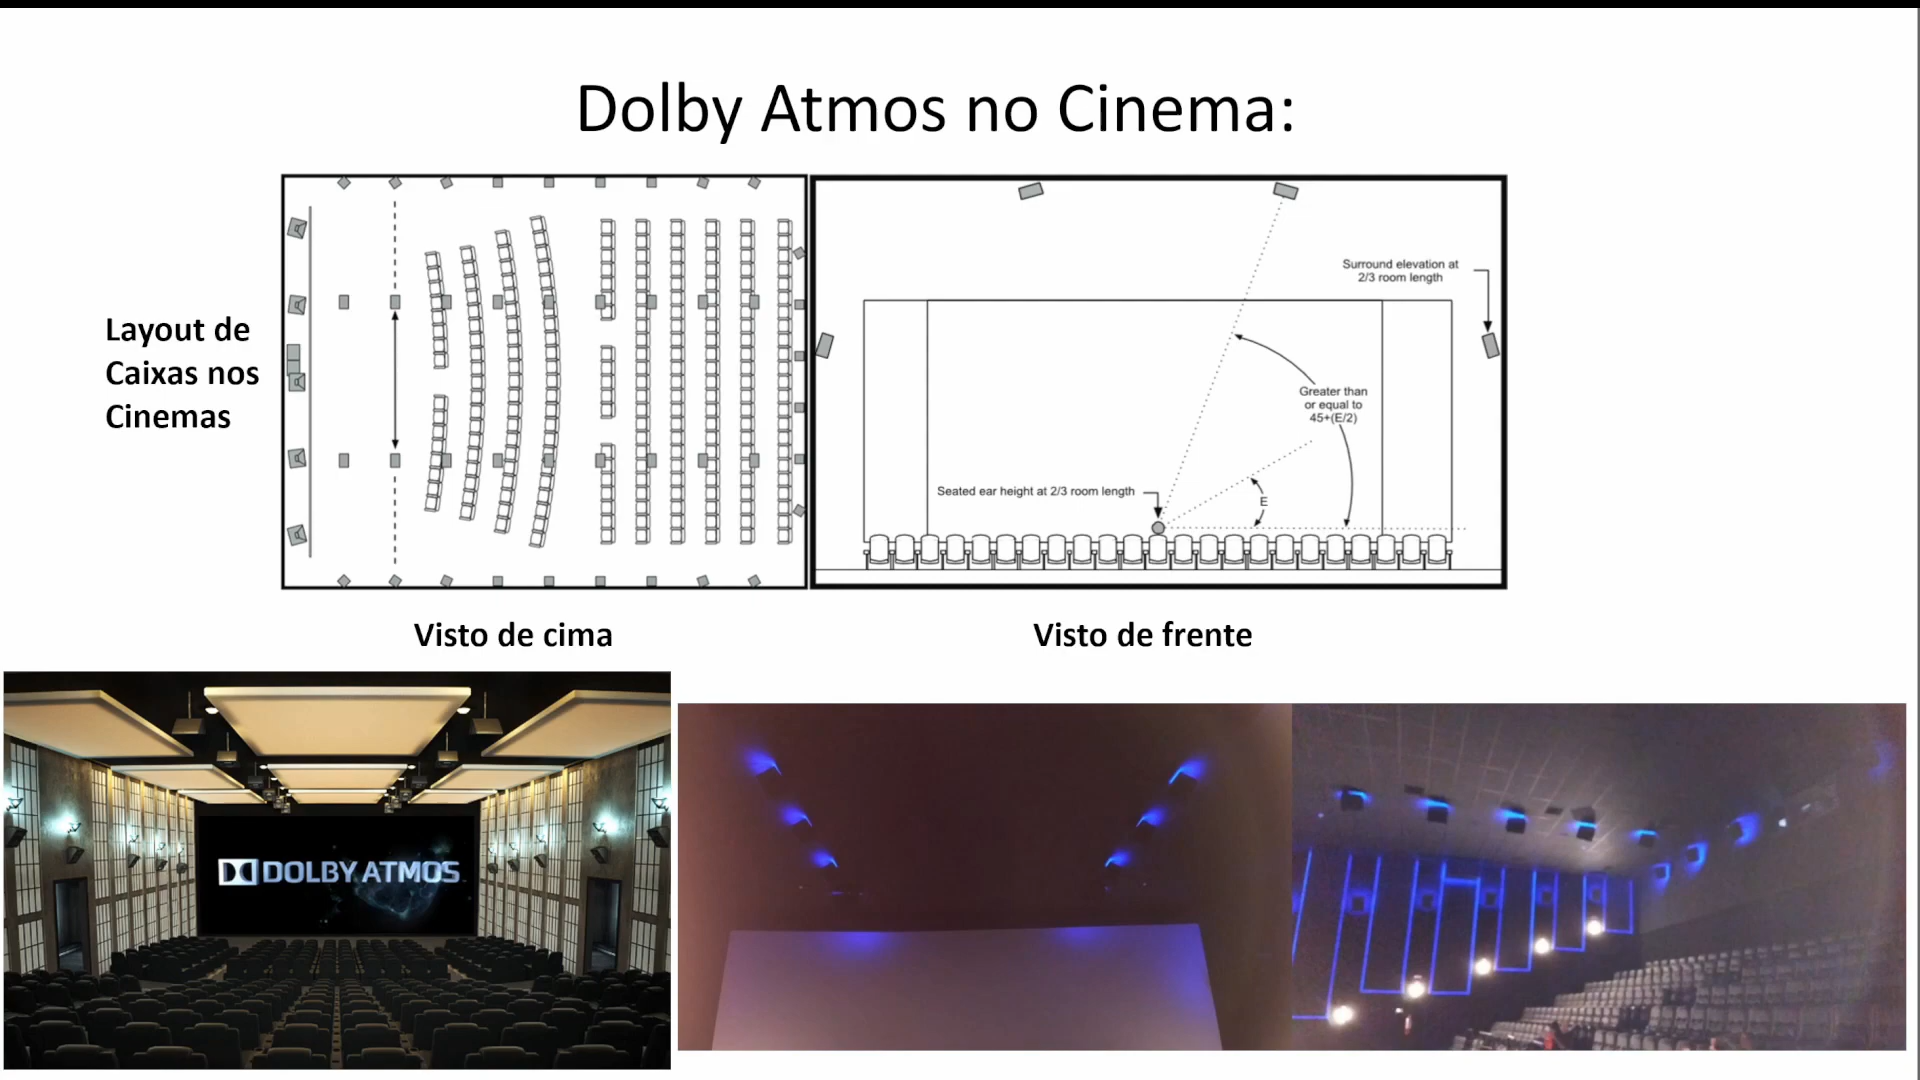 Dolby Atmos no Cinema:
Layout de
Caixas nos
Cinemas
Surround elevation at
2/3 room length
Greater than
or equal to
45+(E/2)
Seated ear height at 2/3 room length
E
Visto de cima
Visto de frente
DOLBY ATMOS